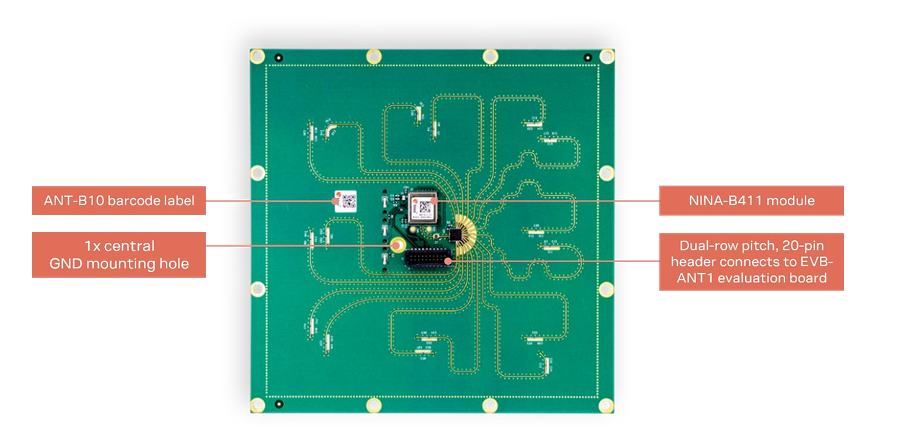 ANT-B10 barcode label
1x central
GND mounting hole
NINA-B411 module
Dual-row pitch, 20-pin
header connects to EVB-
ANT1 evaluation board